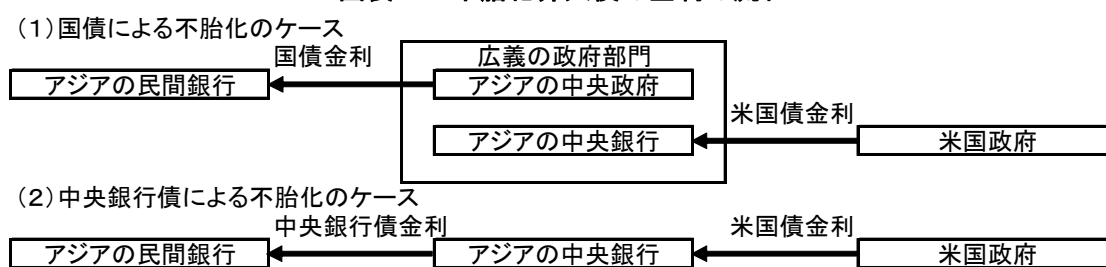 (1)国債による不胎化のケース
国債金利
広義の政府部門
アジアの民間銀行
アジアの中央政府
米国債金利
アジアの中央銀行
米国政府
(2)中央銀行債による不胎化のケース
中央銀行債金利
米国債金利
アジアの民間銀行
アジアの中央銀行
米国政府